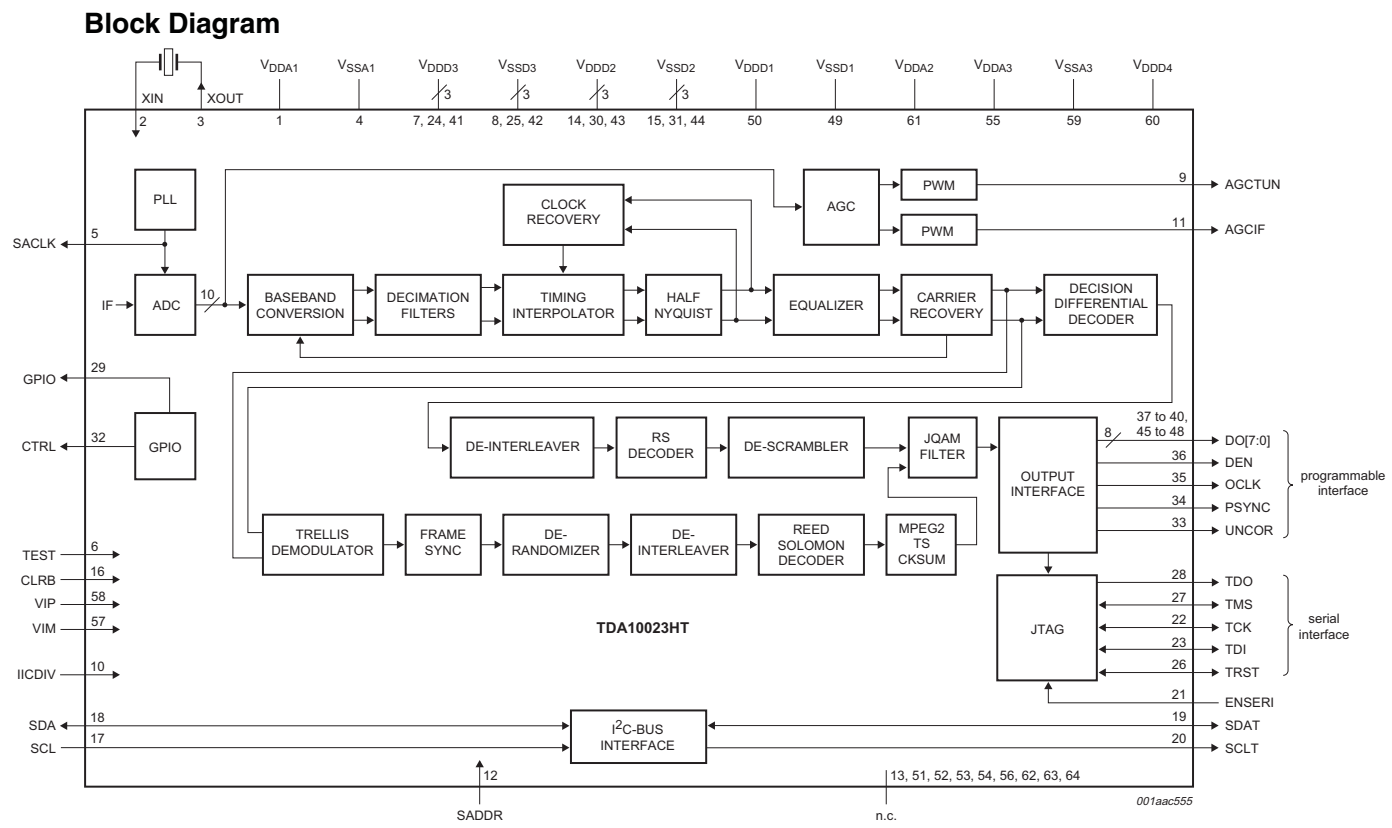 Block Diagram
VDDA1 VSSA1 VDDD3 VSSD3 VDDD2 VSSD2 VDDD1 VSSD1 VDDA2 VDDA3 VSSA3 VDDD4
XIN XOUT
3 3 3 3
2 3 1 4 7, 24, 41 8, 25, 42 14, 30, 43 15, 31, 44 50 49 61 55 59 60
PLL
CLOCK
RECOVERY
AGC
PWM
9
AGCTUN
PWM
11
AGCIF
SACLK
5
IF
ADC
10
BASEBAND
CONVERSION
DECIMATION
FILTERS
TIMING
INTERPOLATOR
HALF
NYQUIST
EQUALIZER
CARRIER
RECOVERY
DECISION
DIFFERENTIAL
DECODER
GPIO
29
CTRL
32
GPIO
DE-INTERLEAVER
RS
DECODER
DE-SCRAMBLER
JQAM
FILTER
OUTPUT
INTERFACE
8
37 to 40,
45 to 48
DO[7:0]
36
DEN
35
OCLK
34
PSYNC
33
UNCOR
programmable
interface
TRELLIS
DEMODULATOR
FRAME
SYNC
DE-
RANDOMIZER
DE-
INTERLEAVER
REED
SOLOMON
DECODER
MPEG2
TS
CKSUM
TEST
6
CLRB
16
VIP
58
VIM
57
IICDIV
10
TDA10023HT
JTAG
28
TDO
27
TMS
22
TCK
23
TDI
26
TRST
serial
interface
21
ENSERI
SDA
18
SCL
17
I2C-BUS
INTERFACE
19
SDAT
20
SCLT
12
SADDR
13, 51, 52, 53, 54, 56, 62, 63, 64
n.c.
001aac555